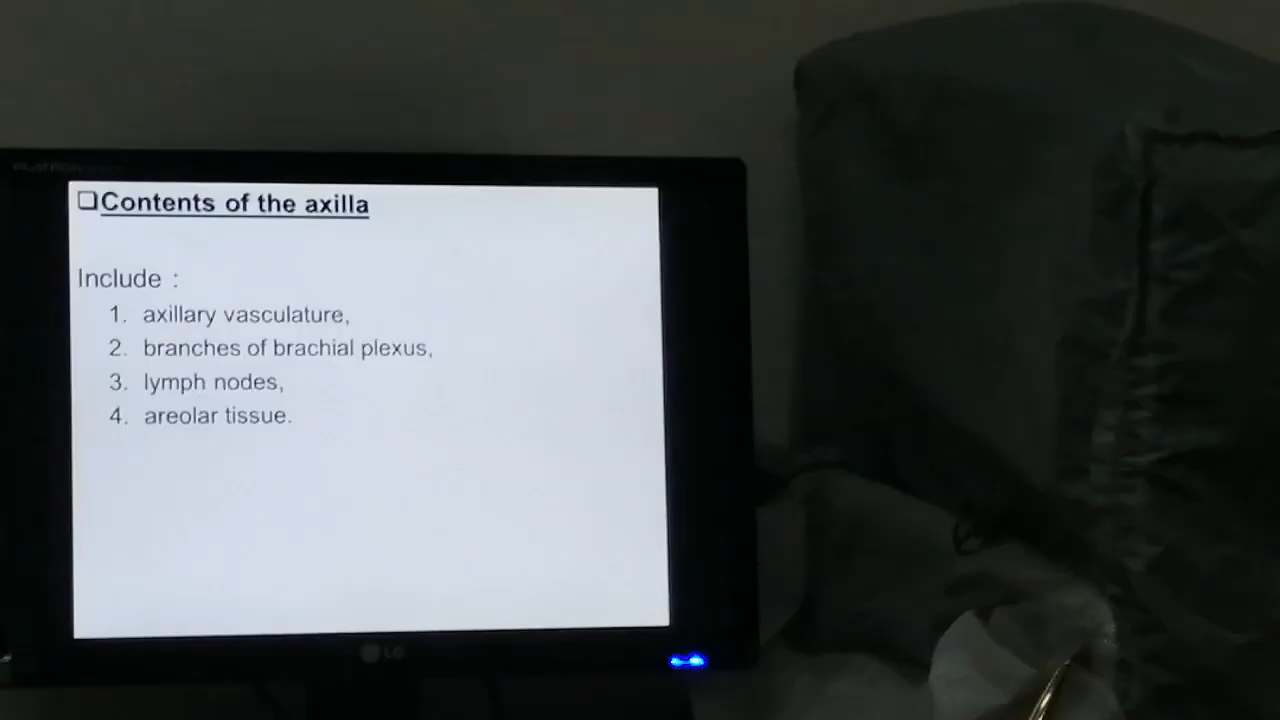 ❑Contents of the axilla
Include :
1. axillary vasculature,
2. branches of brachial plexus,
3. lymph nodes,
4. areolar tissue.
LG